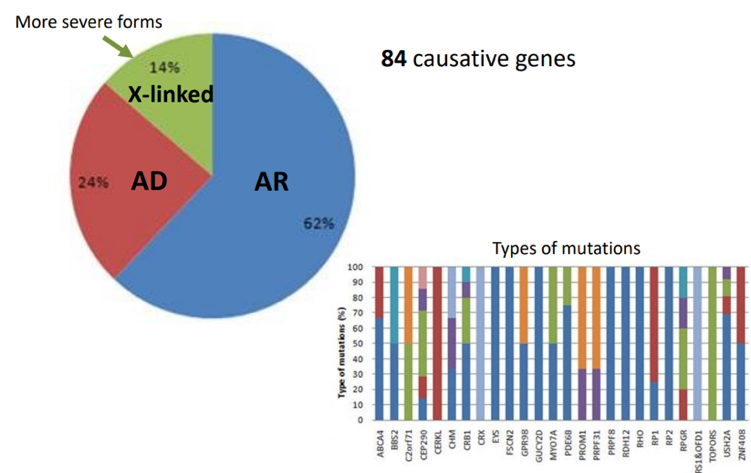 More severe forms
84 causative genes
14%
X-linked
24%
AD
AR
62%
Types of mutations
Type of mutations (%)
100
90
80
70
60
50
40
30
20
10
0
ABCA4
BBS2
C2orf71
CEP290
CERKL
CHM
CRB1
CRX
EYS
FSCN2
GPR98
GUCY2D
MYO7A
PDE6B
PROM1
PRPF31
PRPF8
RDH12
RHO
RP1
RP2
RPGR
RS1&OFD1
TOPORS
USH2A
ZNF408